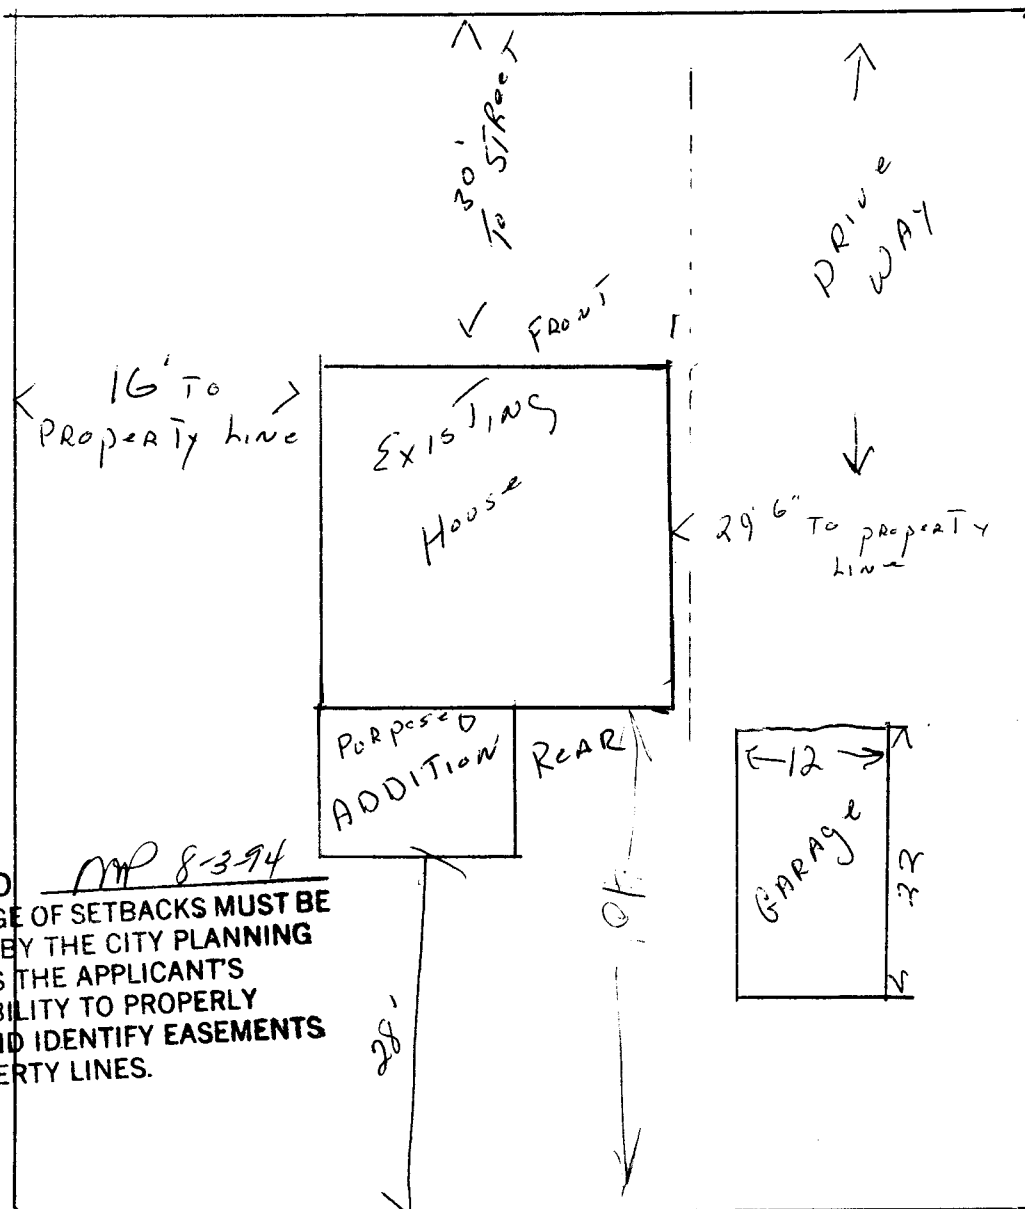 30'
To STReeT
DRIve
WAY
FRONT
16' To
PRopeRTy LiNe
ExISTING
House
29' 6" To pRopeRTy
LINe
PuRposeD
ADDITION
ReAR
12
GARAge
22
8-3-94
GE OF SETBACKS MUST BE
BY THE CITY PLANNING
S THE APPLICANT'S
BILITY TO PROPERLY
ND IDENTIFY EASEMENTS
ERTY LINES.
28'
40'